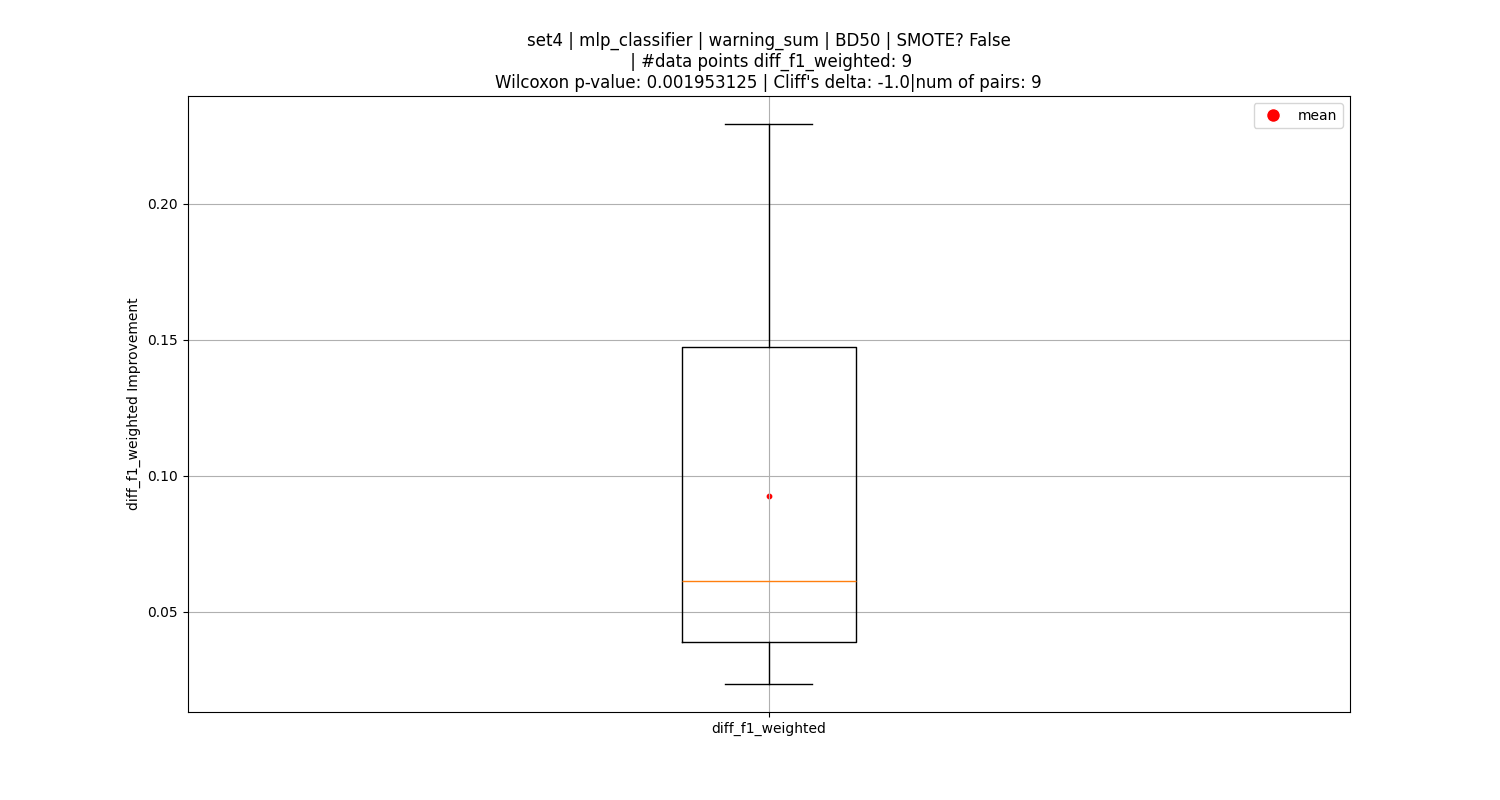 set4 | mlp_classifier | warning_sum | BD50 | SMOTE? False
| #data points diff_f1_weighted: 9
Wilcoxon p-value: 0.001953125 | Cliff's delta: -1.0|num of pairs: 9
mean
0.20
0.15
0.10
0.05
diff_f1_weighted Improvement
diff_f1_weighted